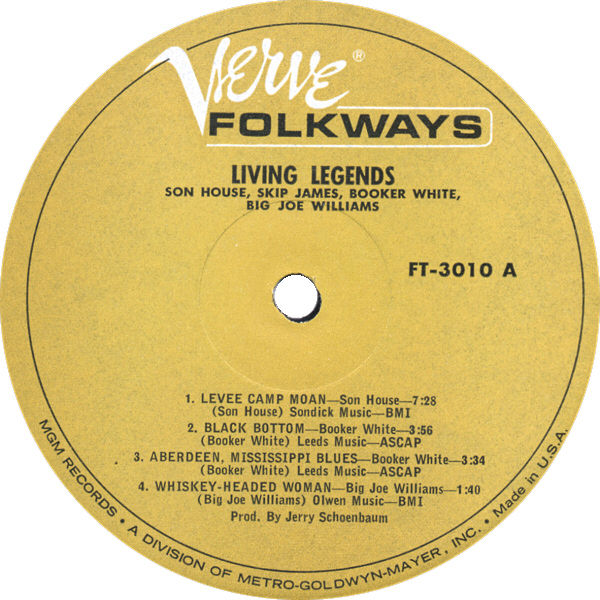 Verve®
FOLKWAYS
LIVING LEGENDS
SON HOUSE, SKIP JAMES, BOOKER WHITE,
BIG JOE WILLIAMS
FT-3010 A
1. LEVEE CAMP MOAN—Son House—7:28
(Son House) Sondick Music—BMI
2. BLACK BOTTOM—Booker White—3:56
(Booker White) Leeds Music—ASCAP
3. ABERDEEN, MISSISSIPPI BLUES—Booker White—3:34
(Booker White) Leeds Music—ASCAP
4. WHISKEY-HEADED WOMAN—Big Joe Williams—1:40
(Big Joe Williams) Olwen Music—BMI
Prod. By Jerry Schoenbaum
MGM RECORDS • A DIVISION OF METRO-GOLDWYN-MAYER, INC. • Made in U.S.A.